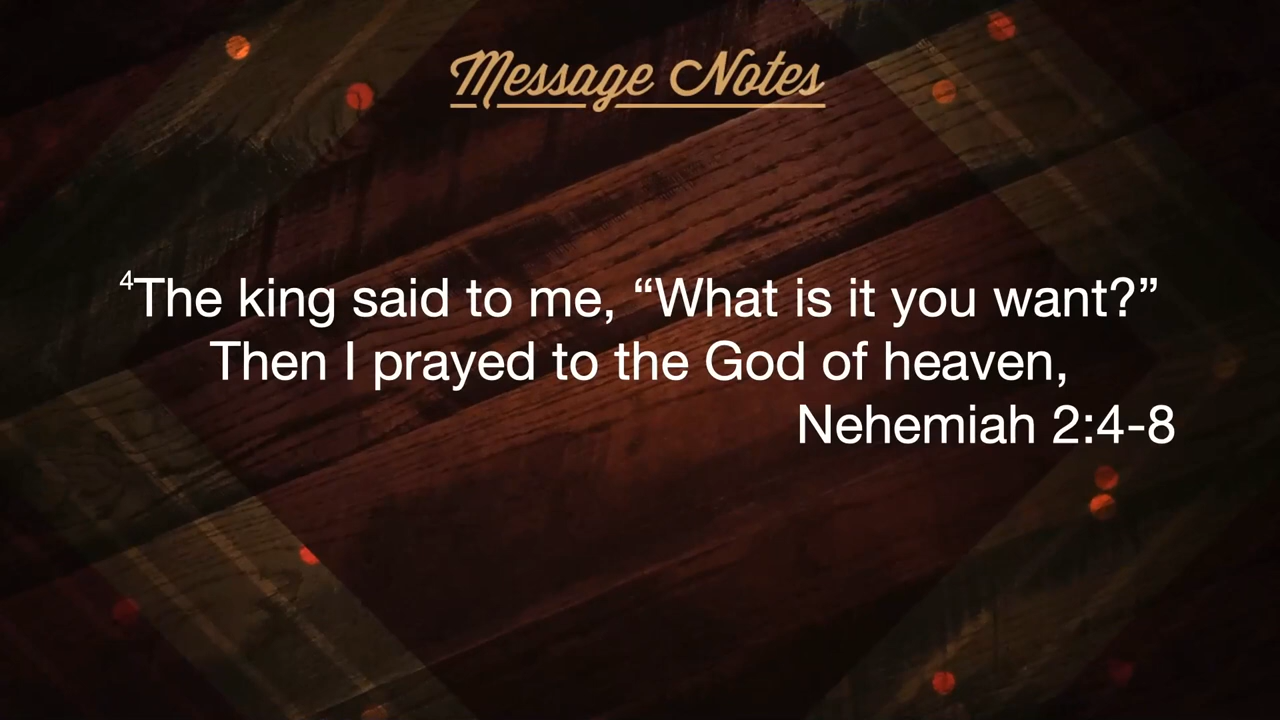 Message Notes
⁴The king said to me, “What is it you want?”
Then I prayed to the God of heaven,
Nehemiah 2:4-8